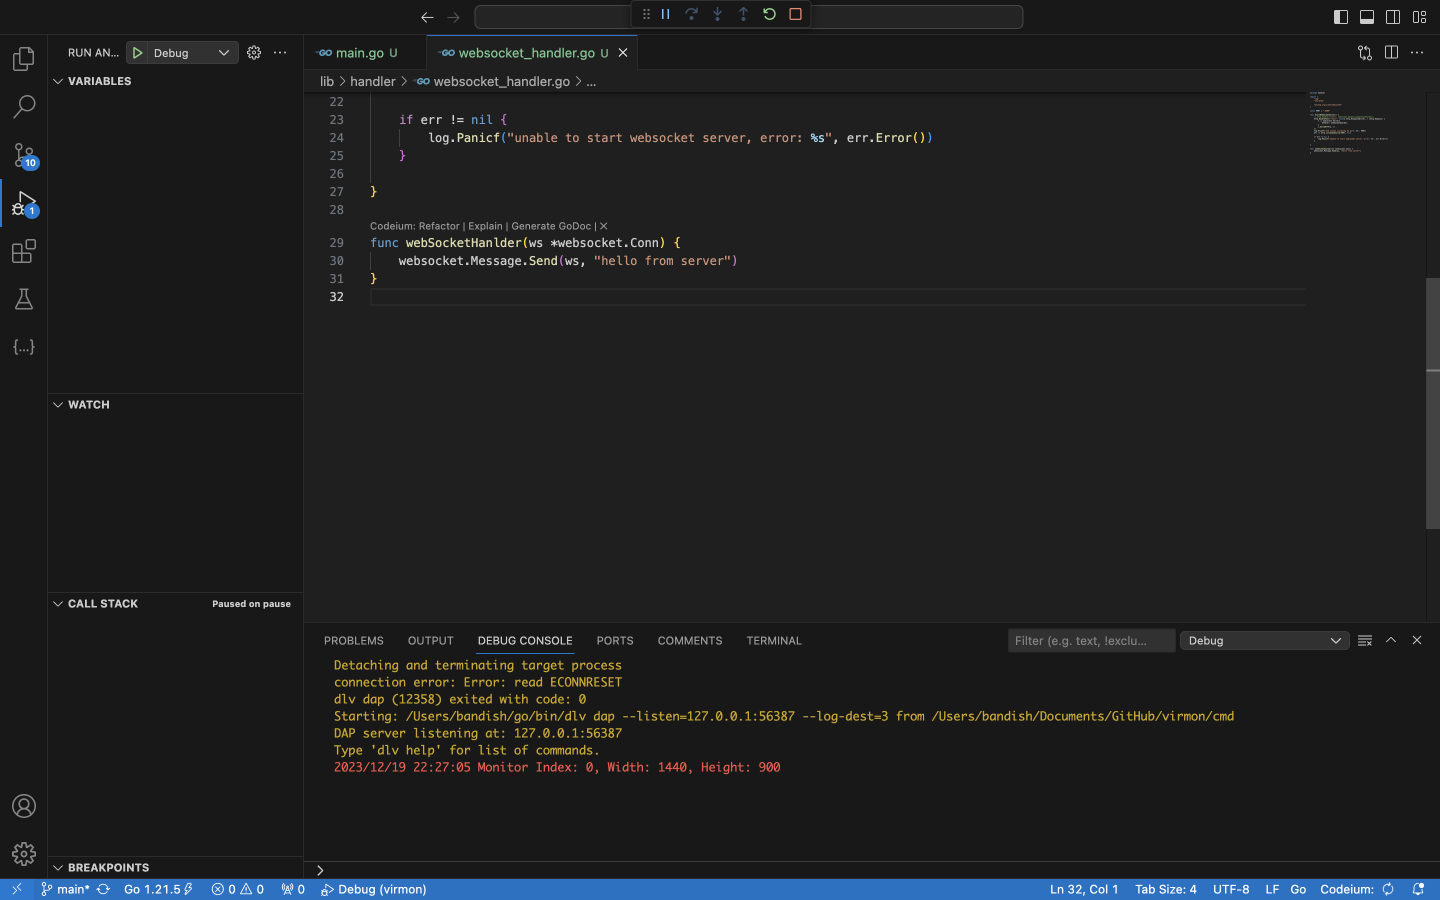 RUN AN...
Debug
main.go U
websocket_handler.go U
VARIABLES
lib > handler > websocket_handler.go > ...
22
23 if err != nil {
24 log.Panicf("unable to start websocket server, error: %s", err.Error())
25 }
26
27 }
28
Codeium: Refactor | Explain | Generate GoDoc | X
29 func webSocketHanlder(ws *websocket.Conn) {
30 websocket.Message.Send(ws, "hello from server")
31 }
32
10
1
{...}
WATCH
CALL STACK
Paused on pause
BREAKPOINTS
PROBLEMS
OUTPUT
DEBUG CONSOLE
PORTS
COMMENTS
TERMINAL
Filter (e.g. text, !exclu...
Debug
Detaching and terminating target process
connection error: Error: read ECONNRESET
dlv dap (12358) exited with code: 0
Starting: /Users/bandish/go/bin/dlv dap --listen=127.0.0.1:56387 --log-dest=3 from /Users/bandish/Documents/GitHub/virmon/cmd
DAP server listening at: 127.0.0.1:56387
Type 'dlv help' for list of commands.
2023/12/19 22:27:05 Monitor Index: 0, Width: 1440, Height: 900
main*
Go 1.21.5
0
0
0
Debug (virmon)
Ln 32, Col 1
Tab Size: 4
UTF-8
LF
Go
Codeium: